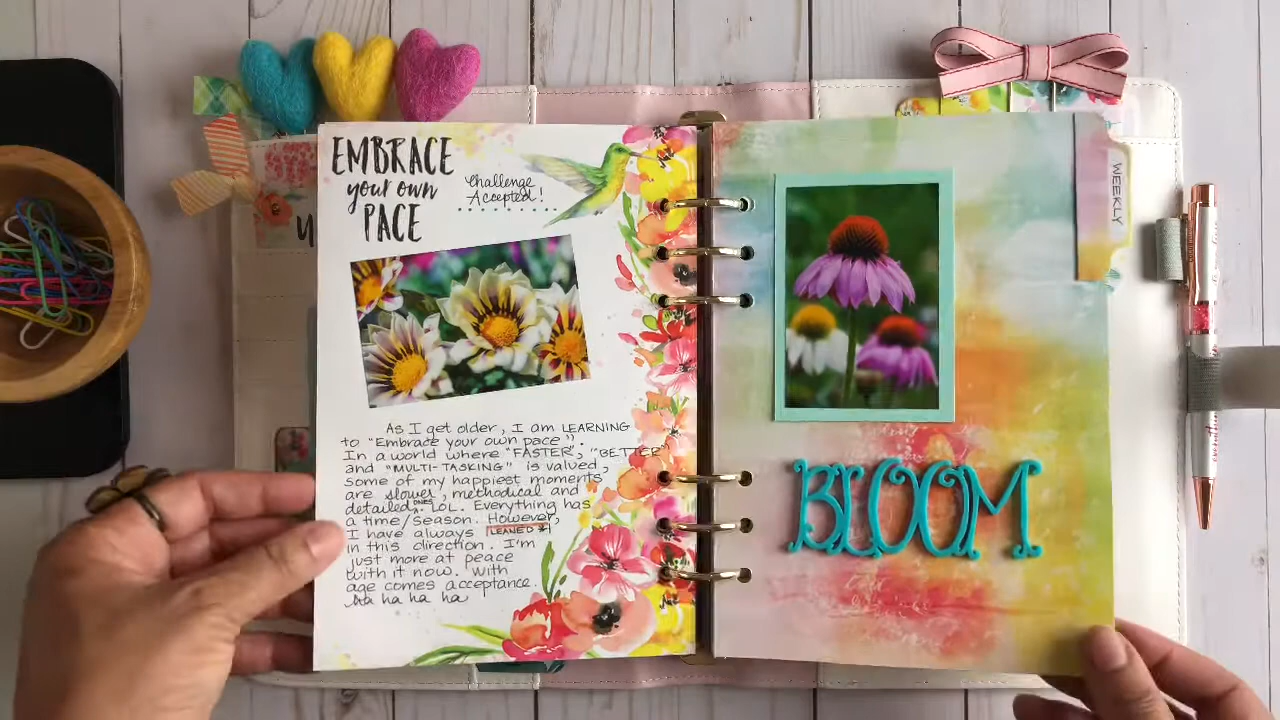 EMBRACE
your own
PACE
Challenge
Accepted!
As I get older, I am LEARNING
to "Embrace your own pace".
In a world where "FASTER", "BETTER"
and "MULTI-TASKING" is valued,
some of my happiest moments
are slower, methodical and
detailed ones LOL. Everything has
a time/season. However,
I have always LEANED
in this direction. I'm
just more at peace
with it now. With
age comes acceptance.
ha ha ha ha
BLOOM
WEEKLY